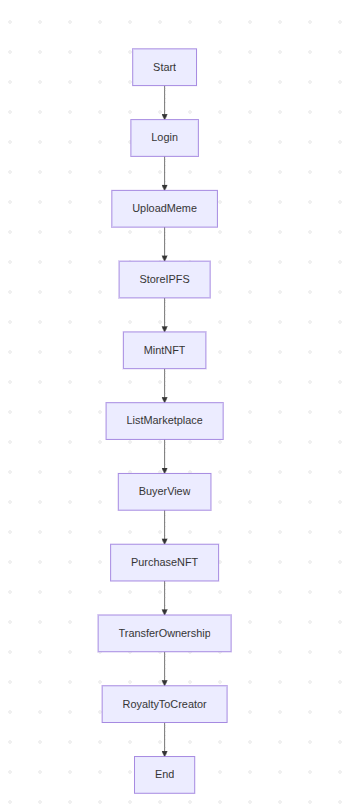 Start
Login
UploadMeme
StoreIPFS
MintNFT
ListMarketplace
BuyerView
PurchaseNFT
TransferOwnership
RoyaltyToCreator
End